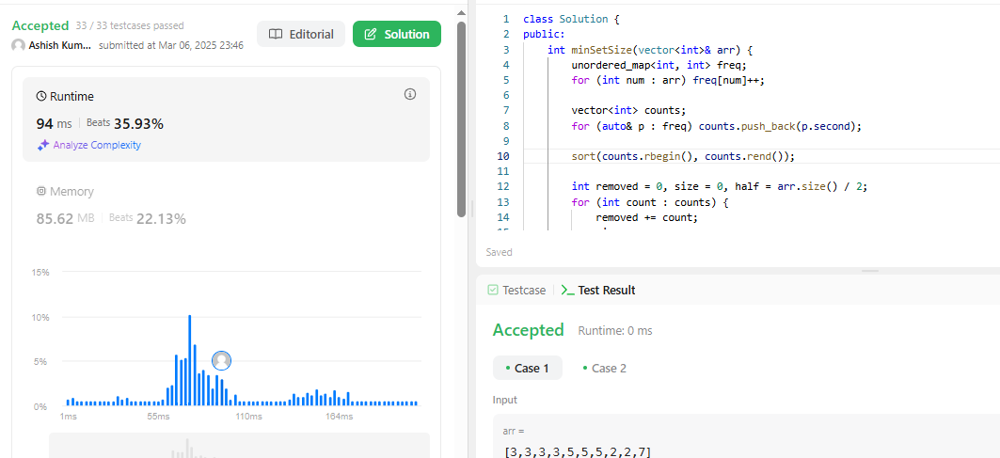 Accepted 33 / 33 testcases passed
Ashish Kum... submitted at Mar 06, 2025 23:46
Editorial
Solution
Runtime
94 ms | Beats 35.93%
Analyze Complexity
Memory
85.62 MB | Beats 22.13%
15%
10%
5%
0%
1ms 55ms 110ms 164ms
1 class Solution {
2 public:
3 int minSetSize(vector<int>& arr) {
4 unordered_map<int, int> freq;
5 for (int num : arr) freq[num]++;
6
7 vector<int> counts;
8 for (auto& p : freq) counts.push_back(p.second);
9
10 sort(counts.rbegin(), counts.rend());
11
12 int removed = 0, size = 0, half = arr.size() / 2;
13 for (int count : counts) {
14 removed += count;
Saved
Testcase | Test Result
Accepted Runtime: 0 ms
Case 1 Case 2
Input
arr =
[3,3,3,3,5,5,5,2,2,7]